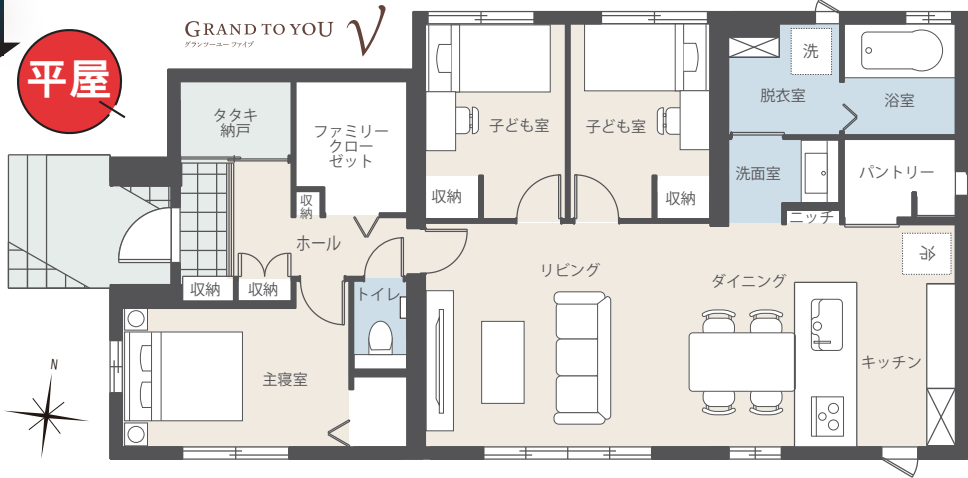 GRAND TO YOU V
グランツーユー ファイブ
平屋
タタキ
納戸
ファミリー
クロー
ゼット
収
納
ホール
収納
収納
トイレ
主寝室
N
子ども室
子ども室
収納
収納
洗
脱衣室
浴室
洗面室
パントリー
ニッチ
冷
リビング
ダイニング
キッチン